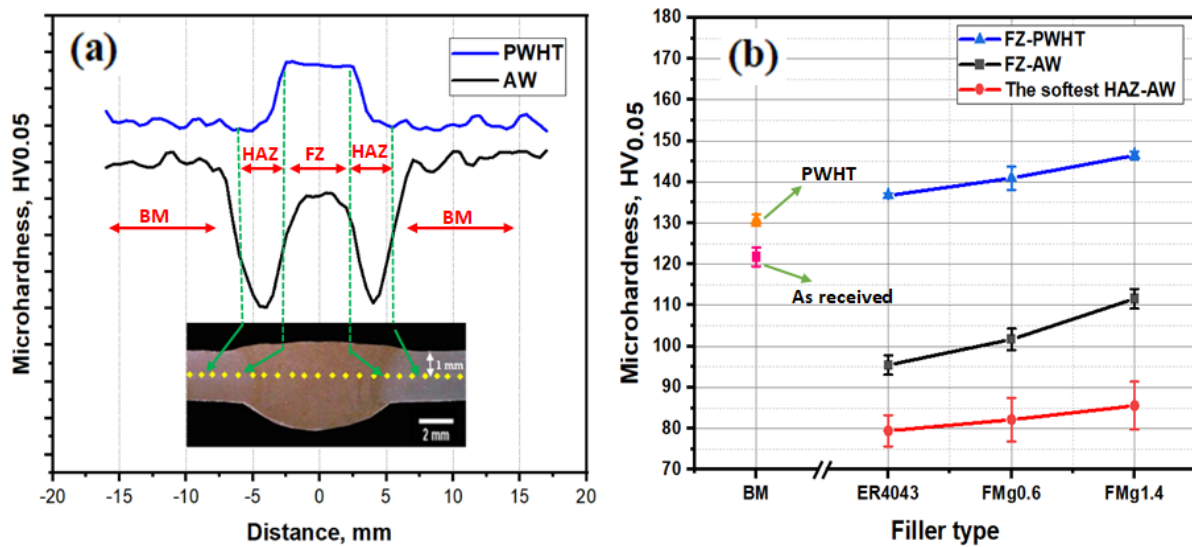 (a)
PWHT
AW
HAZ
FZ
HAZ
BM
BM
1 mm
2 mm
Microhardness, HV0.05
-20
-15
-10
-5
0
5
10
15
20
Distance, mm
(b)
FZ-PWHT
FZ-AW
The softest HAZ-AW
PWHT
As received
Microhardness, HV0.05
180
170
160
150
140
130
120
110
100
90
80
70
BM
ER4043
FMg0.6
FMg1.4
Filler type